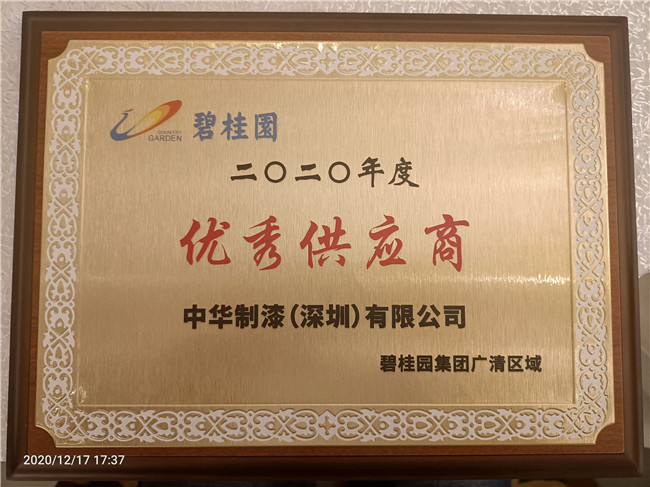 COUNTRY
GARDEN
碧桂園
二〇二〇年度
优秀供应商
中华制漆(深圳)有限公司
碧桂园集团广清区域
2020/12/17 17:37